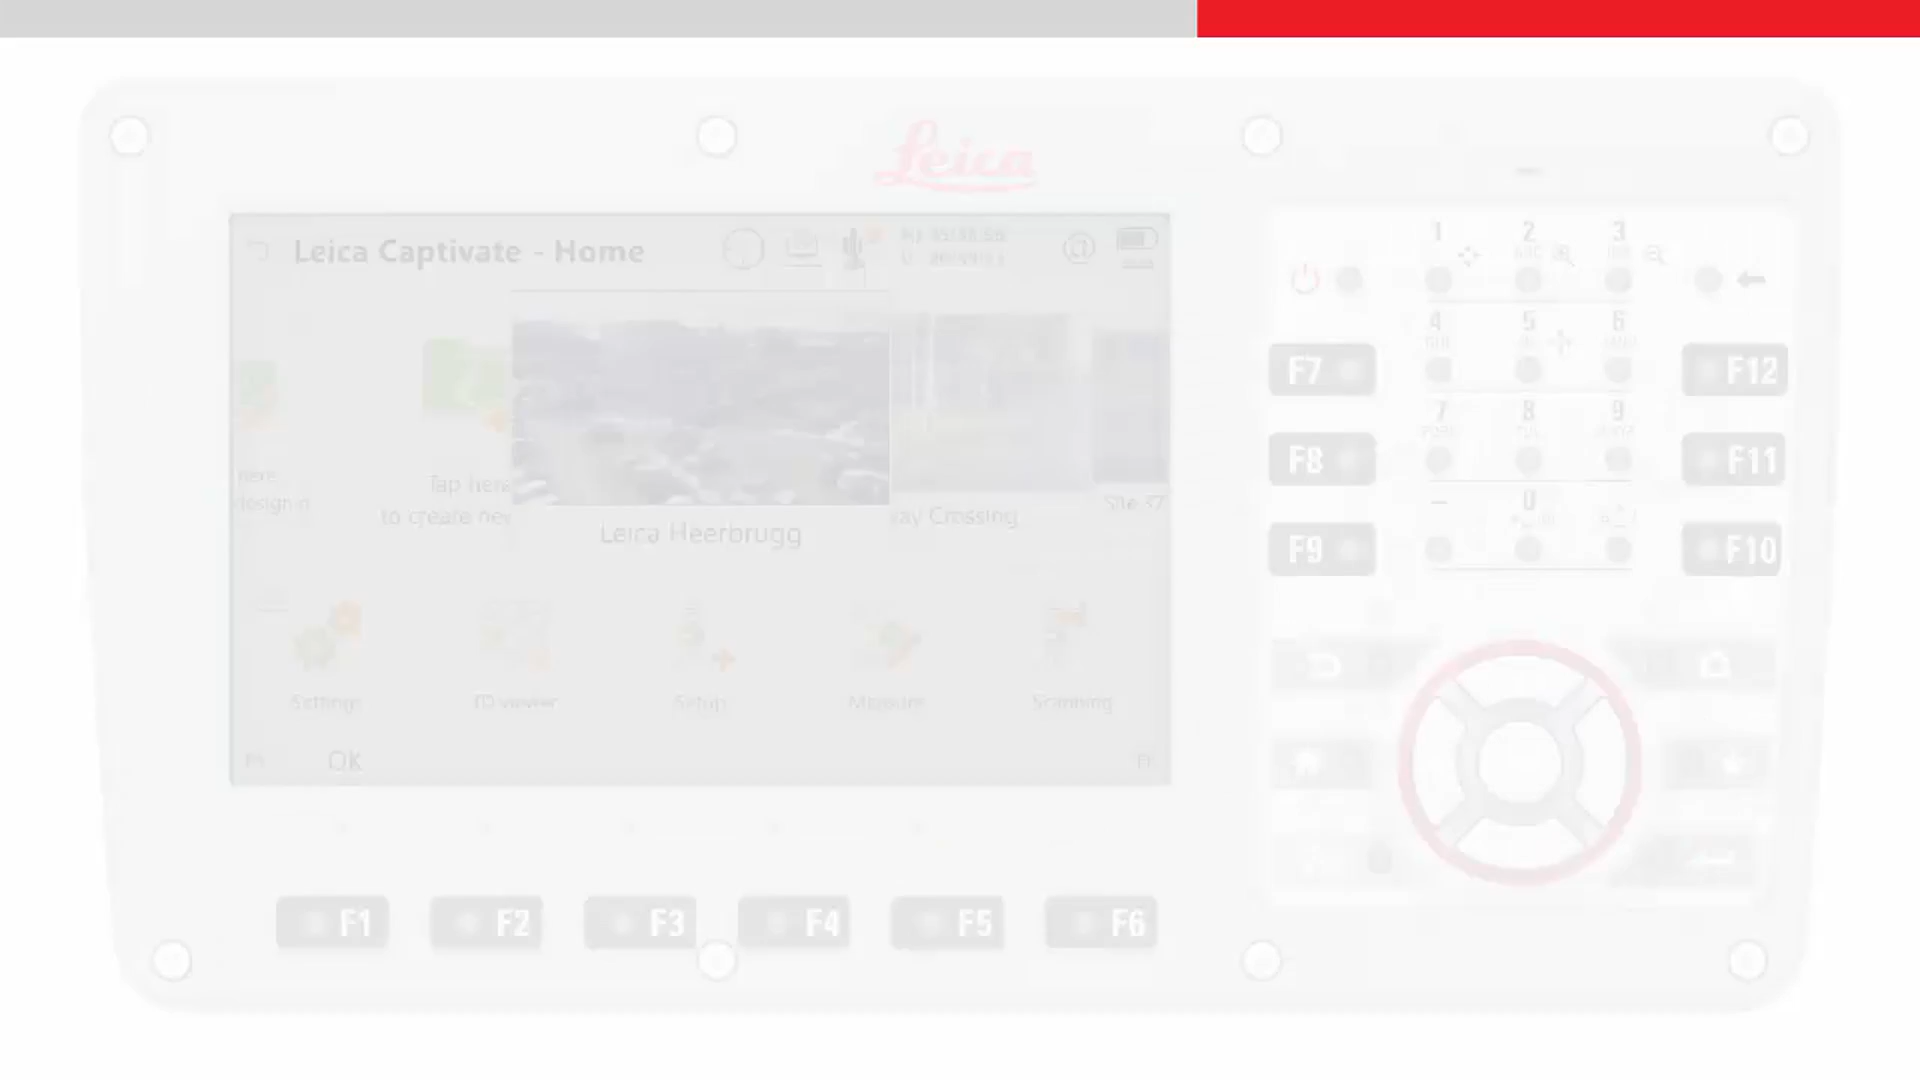 Leica
Leica Captivate - Home
Tap here
to create new
Leica Heerbrugg
ay Crossing
Site 37
Settings
3D viewer
Setup
Measure
Scanning
OK
1 2 3
ABC
4 5 6
7 8 9
0
F7 F12
F8 F11
F9 F10
F1 F2 F3 F4 F5 F6